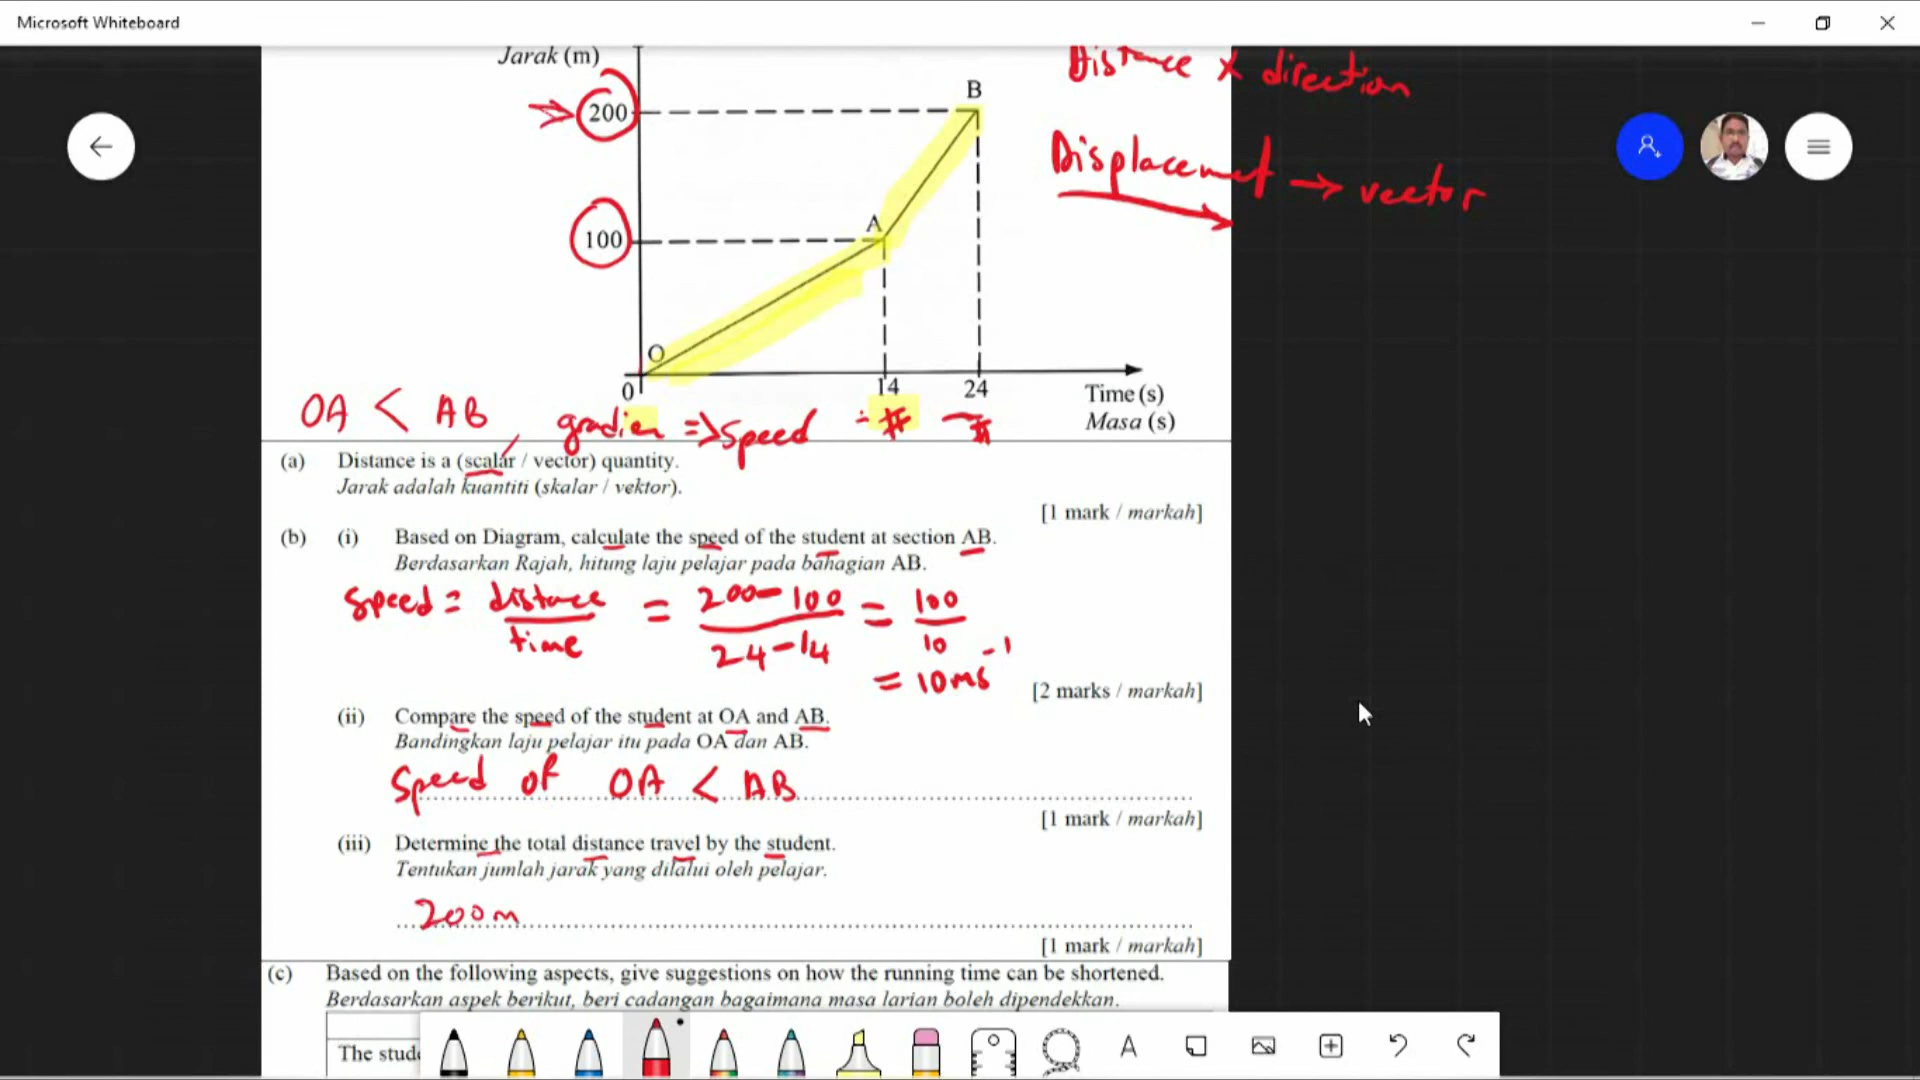 Microsoft Whiteboard
Jarak (m)
Distance x direction
B
200
Displacement → vector
A
100
O
0
14
24
Time (s)
Masa (s)
OA < AB
gradien => speed
(a) Distance is a (scalar / vector) quantity.
Jarak adalah kuantiti (skalar / vektor).
[1 mark / markah]
(b) (i) Based on Diagram, calculate the speed of the student at section AB.
Berdasarkan Rajah, hitung laju pelajar pada bahagian AB.
Speed = distance / time = 200-100 / 24-14 = 100 / 10
= 10ms⁻¹
[2 marks / markah]
(ii) Compare the speed of the student at OA and AB.
Bandingkan laju pelajar itu pada OA dan AB.
Speed of OA < AB
[1 mark / markah]
(iii) Determine the total distance travel by the student.
Tentukan jumlah jarak yang dilalui oleh pelajar.
200m
[1 mark / markah]
(c) Based on the following aspects, give suggestions on how the running time can be shortened.
Berdasarkan aspek berikut, beri cadangan bagaimana masa larian boleh dipendekkan.
The stude